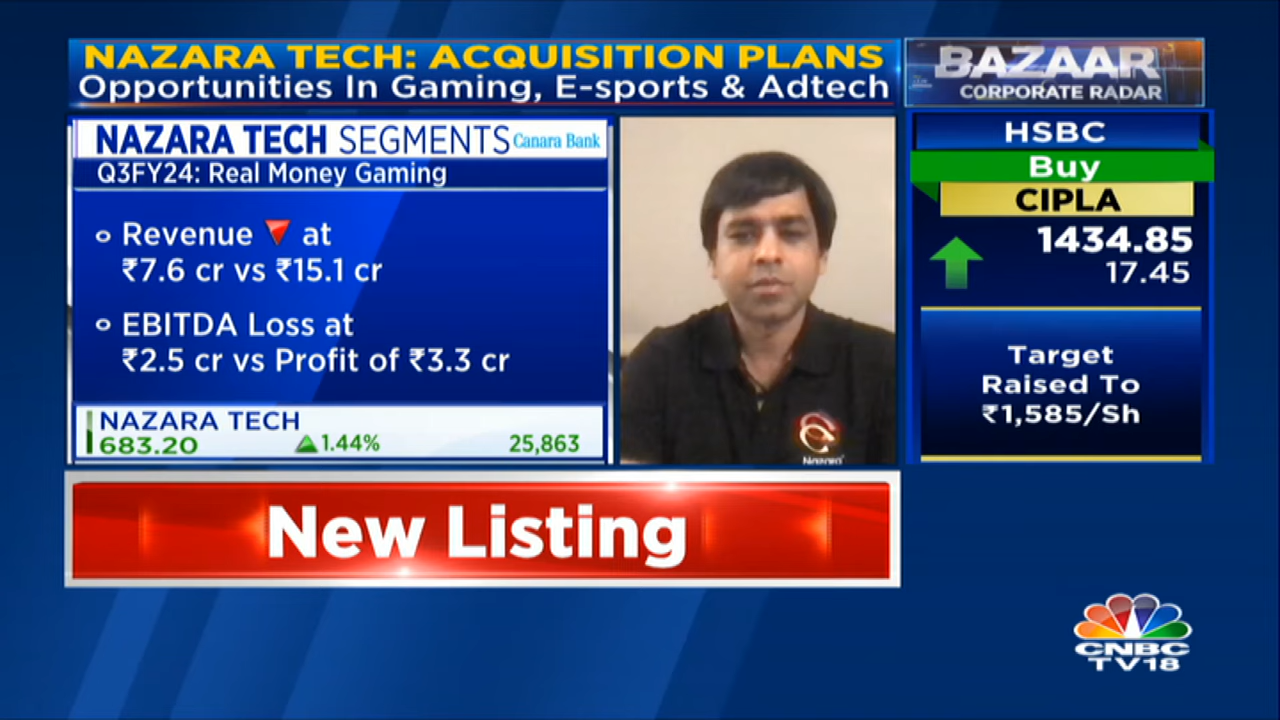 NAZARA TECH: ACQUISITION PLANS
Opportunities In Gaming, E-sports & Adtech
BAZAAR
CORPORATE RADAR
NAZARA TECH SEGMENTS Canara Bank
Q3FY24: Real Money Gaming
Revenue ▼ at
₹7.6 cr vs ₹15.1 cr
EBITDA Loss at
₹2.5 cr vs Profit of ₹3.3 cr
NAZARA TECH
683.20 ▲1.44% 25,863
Nazara
HSBC
Buy
CIPLA
1434.85
17.45
Target
Raised To
₹1,585/Sh
New Listing
CNBC
TV18